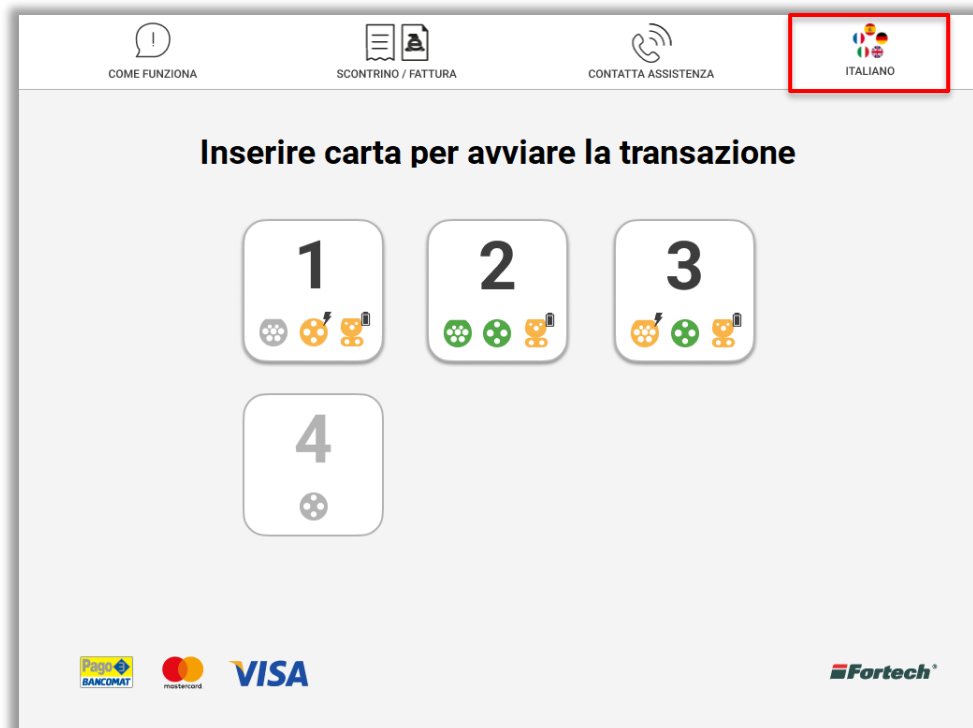 COME FUNZIONA
SCONTRINO / FATTURA
CONTATTA ASSISTENZA
ITALIANO
Inserire carta per avviare la transazione
1
2
3
4
Pago
BANCOMAT
mastercard.
VISA
Fortech